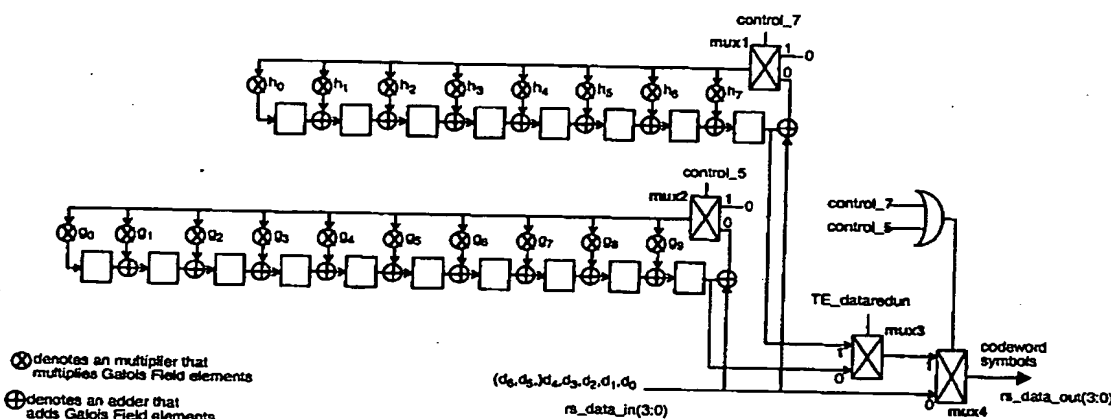 control_7
mux1
1
0
0
h0
h1
h2
h3
h4
h5
h6
h7
control_5
mux2
1
0
0
g0
g1
g2
g3
g4
g5
g6
g7
g8
g9
control_7
control_5
TE_dataredun
mux3
1
0
codeword
symbols
1
0
rs_data_out(3:0)
mux4
(d6,d5,)d4,d3,d2,d1,d0
rs_data_in(3:0)
denotes an multiplier that
multiplies Galois Field elements
denotes an adder that
adds Galois Field elements